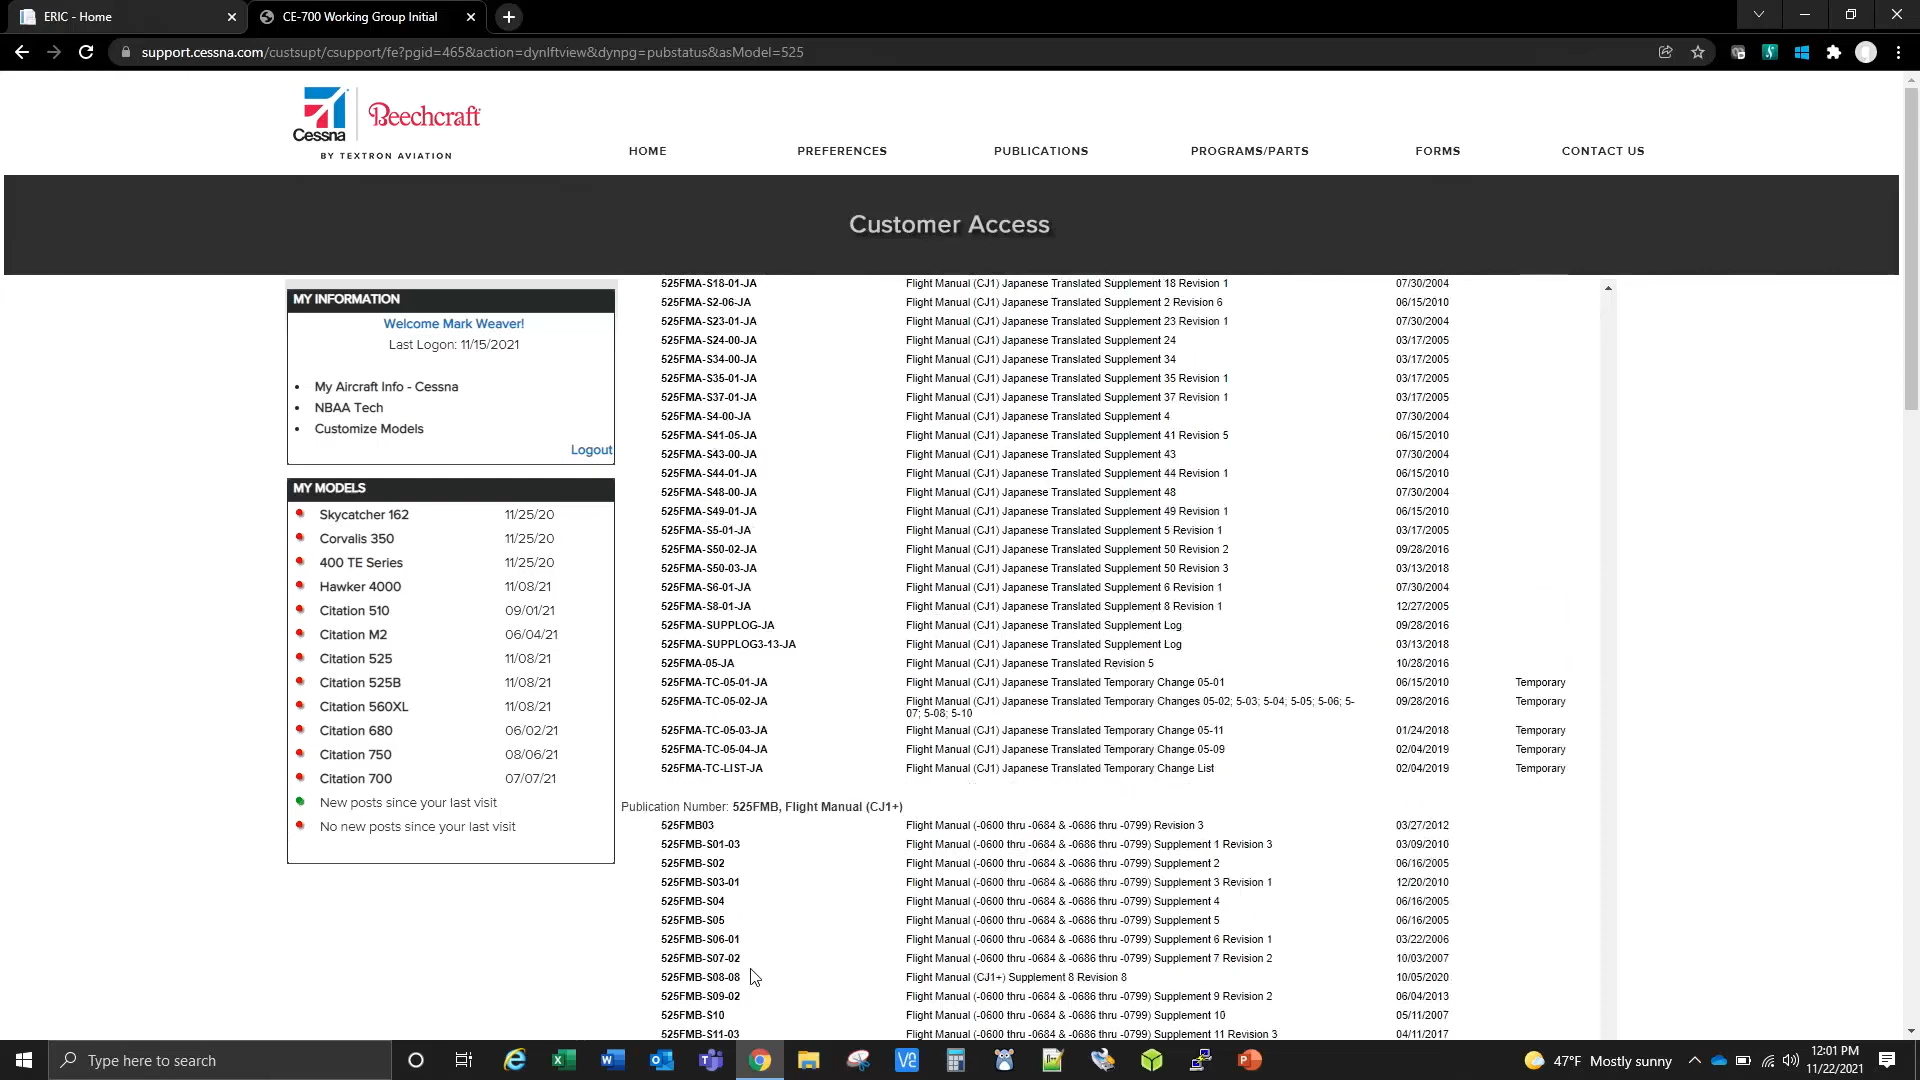 ERIC - Home
CE-700 Working Group Initial
support.cessna.com/custsupt/csupport/fe?pgid=465&action=dynlftview&dynpg=pubstatus&asModel=525
Cessna
Beechcraft
BY TEXTRON AVIATION
HOME PREFERENCES PUBLICATIONS PROGRAMS/PARTS FORMS CONTACT US
Customer Access
MY INFORMATION
Welcome Mark Weaver!
Last Logon: 11/15/2021
• My Aircraft Info - Cessna
• NBAA Tech
• Customize Models
Logout
MY MODELS
Skycatcher 162 11/25/20
Corvalis 350 11/25/20
400 TE Series 11/25/20
Hawker 4000 11/08/21
Citation 510 09/01/21
Citation M2 06/04/21
Citation 525 11/08/21
Citation 525B 11/08/21
Citation 560XL 11/08/21
Citation 680 06/02/21
Citation 750 08/06/21
Citation 700 07/07/21
New posts since your last visit
No new posts since your last visit
525FMA-S18-01-JA Flight Manual (CJ1) Japanese Translated Supplement 18 Revision 1 07/30/2004
525FMA-S2-06-JA Flight Manual (CJ1) Japanese Translated Supplement 2 Revision 6 06/15/2010
525FMA-S23-01-JA Flight Manual (CJ1) Japanese Translated Supplement 23 Revision 1 07/30/2004
525FMA-S24-00-JA Flight Manual (CJ1) Japanese Translated Supplement 24 03/17/2005
525FMA-S34-00-JA Flight Manual (CJ1) Japanese Translated Supplement 34 03/17/2005
525FMA-S35-01-JA Flight Manual (CJ1) Japanese Translated Supplement 35 Revision 1 03/17/2005
525FMA-S37-01-JA Flight Manual (CJ1) Japanese Translated Supplement 37 Revision 1 03/17/2005
525FMA-S4-00-JA Flight Manual (CJ1) Japanese Translated Supplement 4 07/30/2004
525FMA-S41-05-JA Flight Manual (CJ1) Japanese Translated Supplement 41 Revision 5 06/15/2010
525FMA-S43-00-JA Flight Manual (CJ1) Japanese Translated Supplement 43 07/30/2004
525FMA-S44-01-JA Flight Manual (CJ1) Japanese Translated Supplement 44 Revision 1 06/15/2010
525FMA-S48-00-JA Flight Manual (CJ1) Japanese Translated Supplement 48 07/30/2004
525FMA-S49-01-JA Flight Manual (CJ1) Japanese Translated Supplement 49 Revision 1 06/15/2010
525FMA-S5-01-JA Flight Manual (CJ1) Japanese Translated Supplement 5 Revision 1 03/17/2005
525FMA-S50-02-JA Flight Manual (CJ1) Japanese Translated Supplement 50 Revision 2 09/28/2016
525FMA-S50-03-JA Flight Manual (CJ1) Japanese Translated Supplement 50 Revision 3 03/13/2018
525FMA-S6-01-JA Flight Manual (CJ1) Japanese Translated Supplement 6 Revision 1 07/30/2004
525FMA-S8-01-JA Flight Manual (CJ1) Japanese Translated Supplement 8 Revision 1 12/27/2005
525FMA-SUPPLOG-JA Flight Manual (CJ1) Japanese Translated Supplement Log 09/28/2016
525FMA-SUPPLOG3-13-JA Flight Manual (CJ1) Japanese Translated Supplement Log 03/13/2018
525FMA-05-JA Flight Manual (CJ1) Japanese Translated Revision 5 10/28/2016
525FMA-TC-05-01-JA Flight Manual (CJ1) Japanese Translated Temporary Change 05-01 06/15/2010 Temporary
525FMA-TC-05-02-JA Flight Manual (CJ1) Japanese Translated Temporary Changes 05-02; 5-03; 5-04; 5-05; 5-06; 5- 09/28/2016 Temporary
07; 5-08; 5-10
525FMA-TC-05-03-JA Flight Manual (CJ1) Japanese Translated Temporary Change 05-11 01/24/2018 Temporary
525FMA-TC-05-04-JA Flight Manual (CJ1) Japanese Translated Temporary Change 05-09 02/04/2019 Temporary
525FMA-TC-LIST-JA Flight Manual (CJ1) Japanese Translated Temporary Change List 02/04/2019 Temporary
Publication Number: 525FMB, Flight Manual (CJ1+)
525FMB03 Flight Manual (-0600 thru -0684 & -0686 thru -0799) Revision 3 03/27/2012
525FMB-S01-03 Flight Manual (-0600 thru -0684 & -0686 thru -0799) Supplement 1 Revision 3 03/09/2010
525FMB-S02 Flight Manual (-0600 thru -0684 & -0686 thru -0799) Supplement 2 06/16/2005
525FMB-S03-01 Flight Manual (-0600 thru -0684 & -0686 thru -0799) Supplement 3 Revision 1 12/20/2010
525FMB-S04 Flight Manual (-0600 thru -0684 & -0686 thru -0799) Supplement 4 06/16/2005
525FMB-S05 Flight Manual (-0600 thru -0684 & -0686 thru -0799) Supplement 5 06/16/2005
525FMB-S06-01 Flight Manual (-0600 thru -0684 & -0686 thru -0799) Supplement 6 Revision 1 03/22/2006
525FMB-S07-02 Flight Manual (-0600 thru -0684 & -0686 thru -0799) Supplement 7 Revision 2 10/03/2007
525FMB-S08-08 Flight Manual (CJ1+) Supplement 8 Revision 8 10/05/2020
525FMB-S09-02 Flight Manual (-0600 thru -0684 & -0686 thru -0799) Supplement 9 Revision 2 06/04/2013
525FMB-S10 Flight Manual (-0600 thru -0684 & -0686 thru -0799) Supplement 10 05/11/2007
525FMB-S11-03 Flight Manual (-0600 thru -0684 & -0686 thru -0799) Supplement 11 Revision 3 04/11/2017
Type here to search
47°F Mostly sunny
12:01 PM
11/22/2021